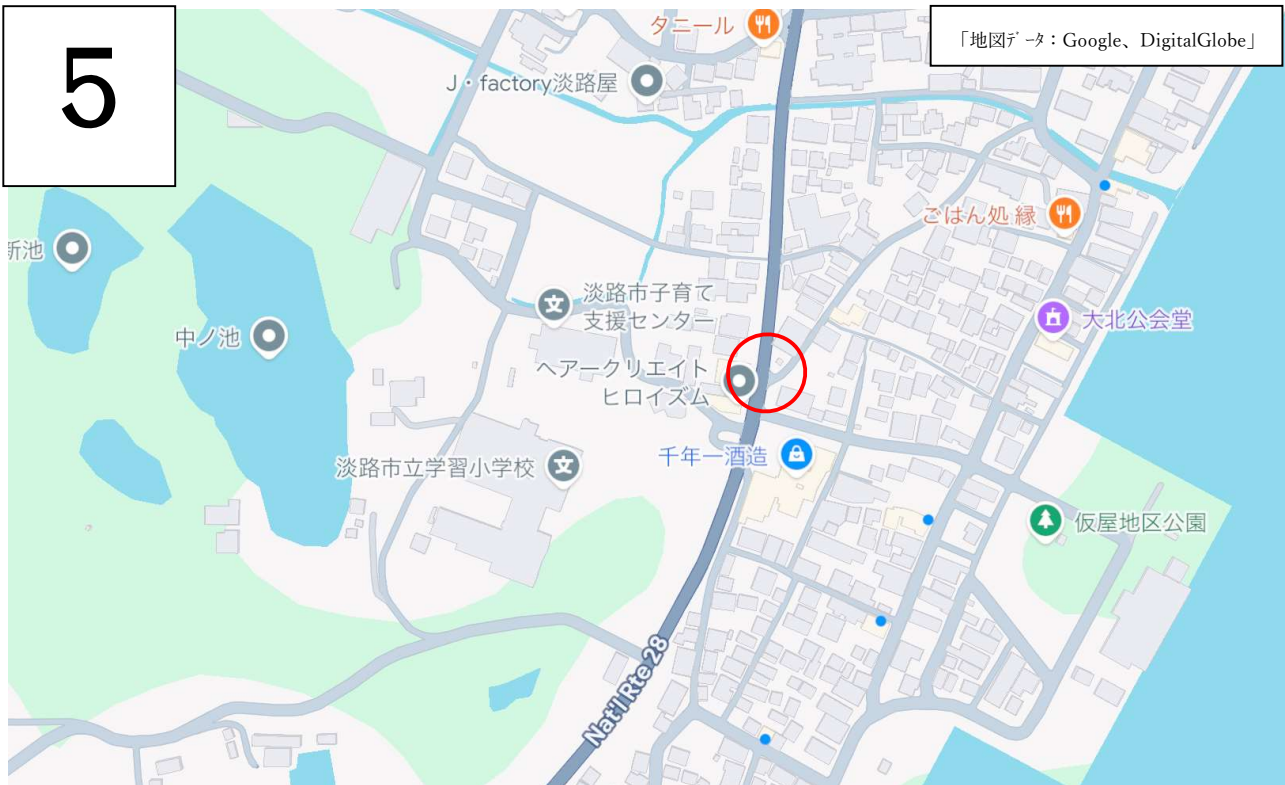 5
タニール
「地図ﾃﾞｰﾀ：Google、DigitalGlobe」
J・factory淡路屋
ごはん処 縁
新池
淡路市子育て
支援センター
大北公会堂
中ノ池
ヘアークリエイト
ヒロイズム
千年一酒造
淡路市立学習小学校
仮屋地区公園
Nat'l Rte 28